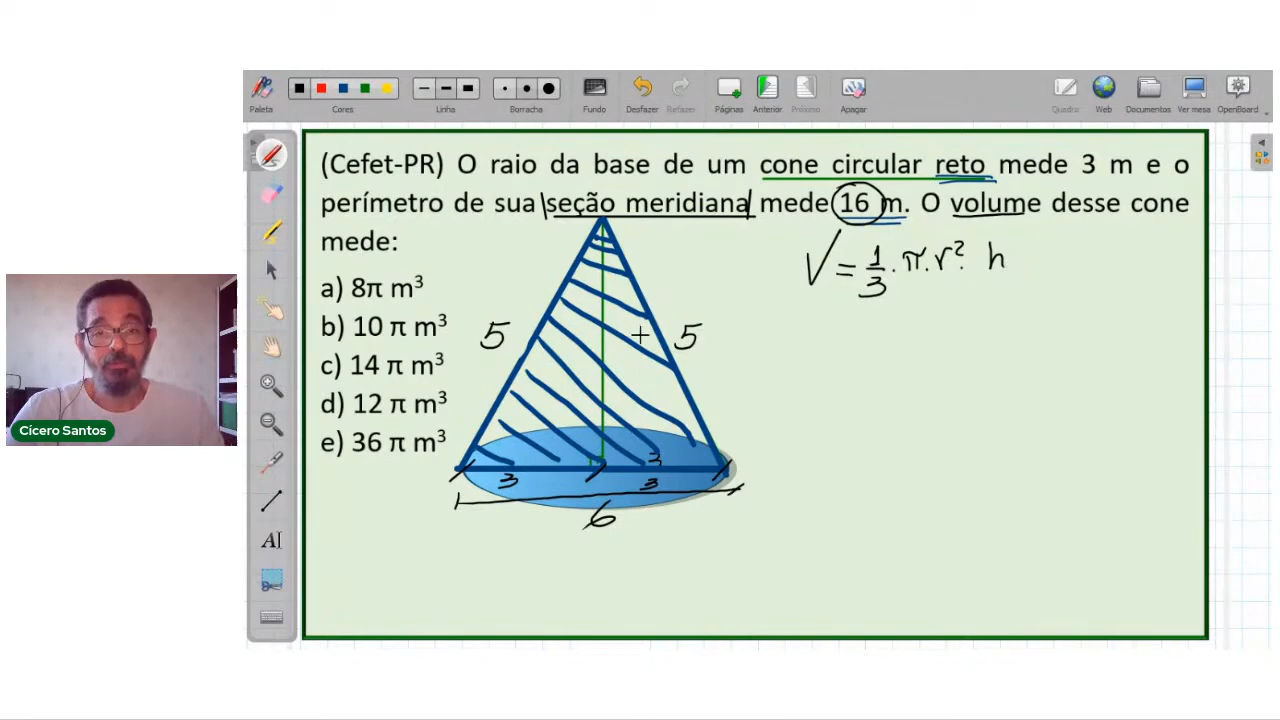 Paleta Cores Linha Borracha Fundo Desfazer Refazer Páginas Anterior Próximo Apagar Quadro Web Documentos Ver mesa OpenBoard
(Cefet-PR) O raio da base de um cone circular reto mede 3 m e o
perímetro de sua seção meridiana mede 16 m. O volume desse cone
mede:
V = 1/3 . π . r² . h
a) 8π m³
b) 10 π m³
5 5
c) 14 π m³
d) 12 π m³
e) 36 π m³
Cícero Santos
3
3 3
6
AI